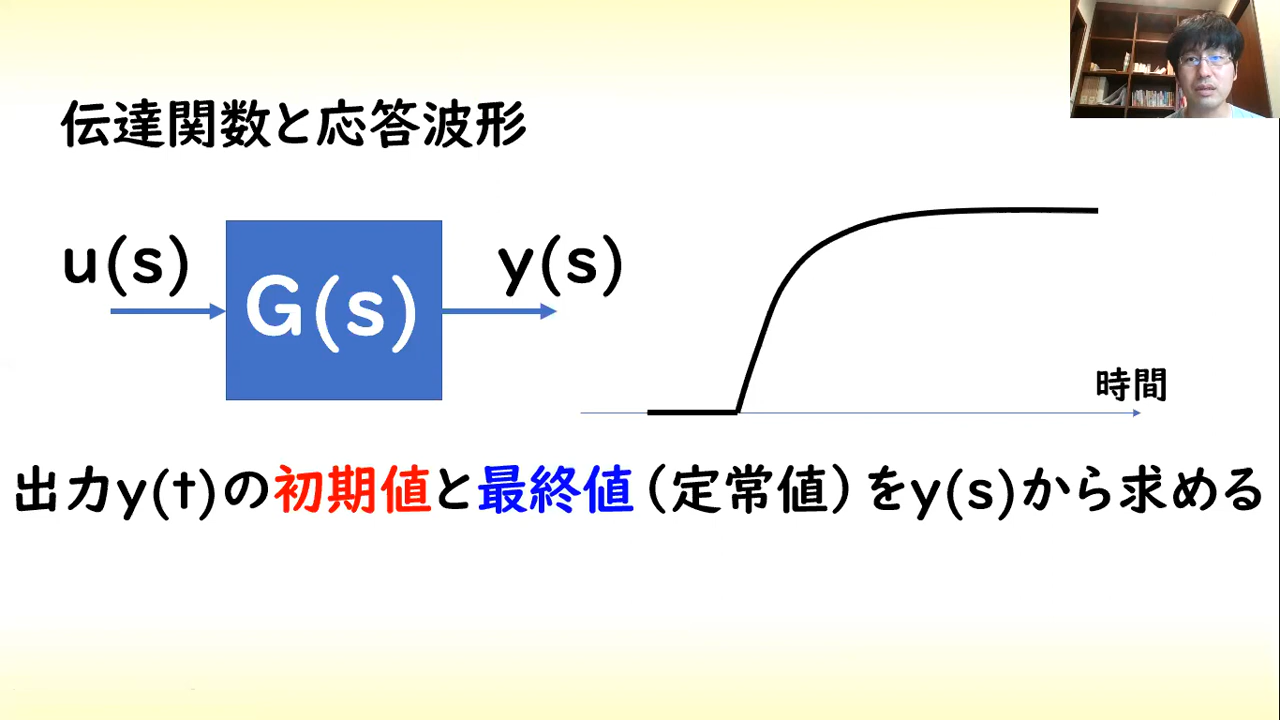 伝達関数と応答波形
u(s)
G(s)
y(s)
時間
出力y(t)の初期値と最終値（定常値）をy(s)から求める